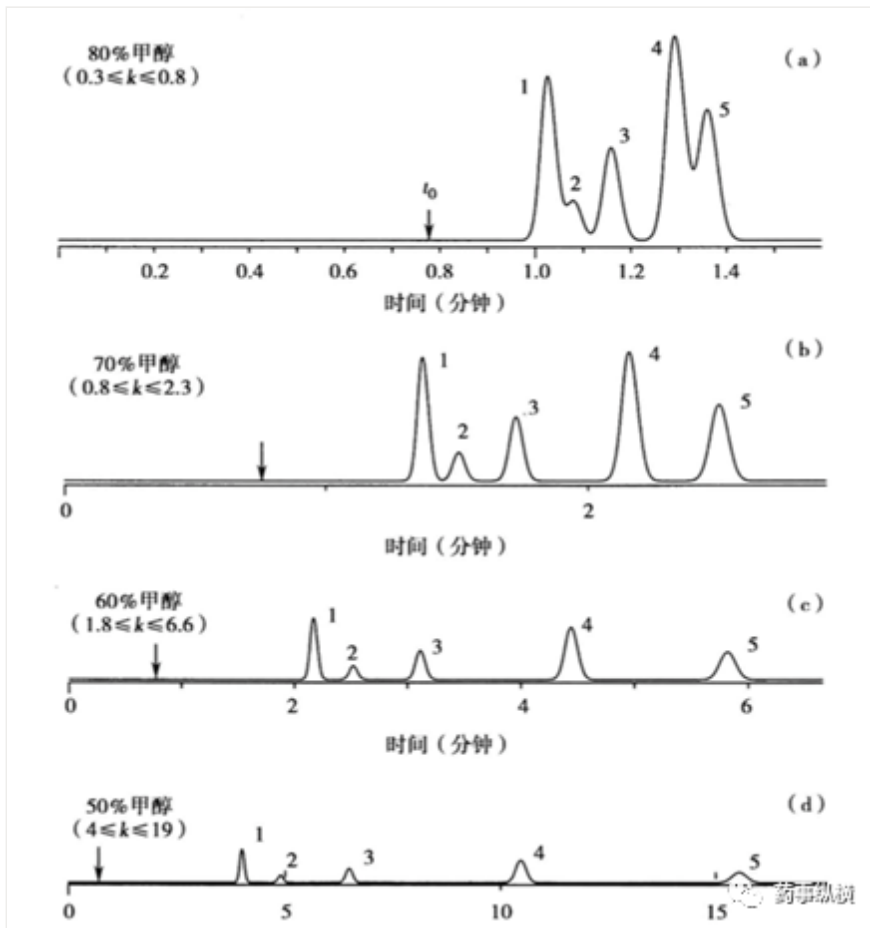 80%甲醇
(0.3≤k≤0.8)
(a)
1
2
3
4
5
t₀
0.2 0.4 0.6 0.8 1.0 1.2 1.4
时间(分钟)
70%甲醇
(0.8≤k≤2.3)
(b)
1
2
3
4
5
0 2
时间(分钟)
60%甲醇
(1.8≤k≤6.6)
(c)
1
2
3
4
5
0 2 4 6
时间(分钟)
50%甲醇
(4≤k≤19)
(d)
1
2
3
4
5
药事纵横
0 5 10 15